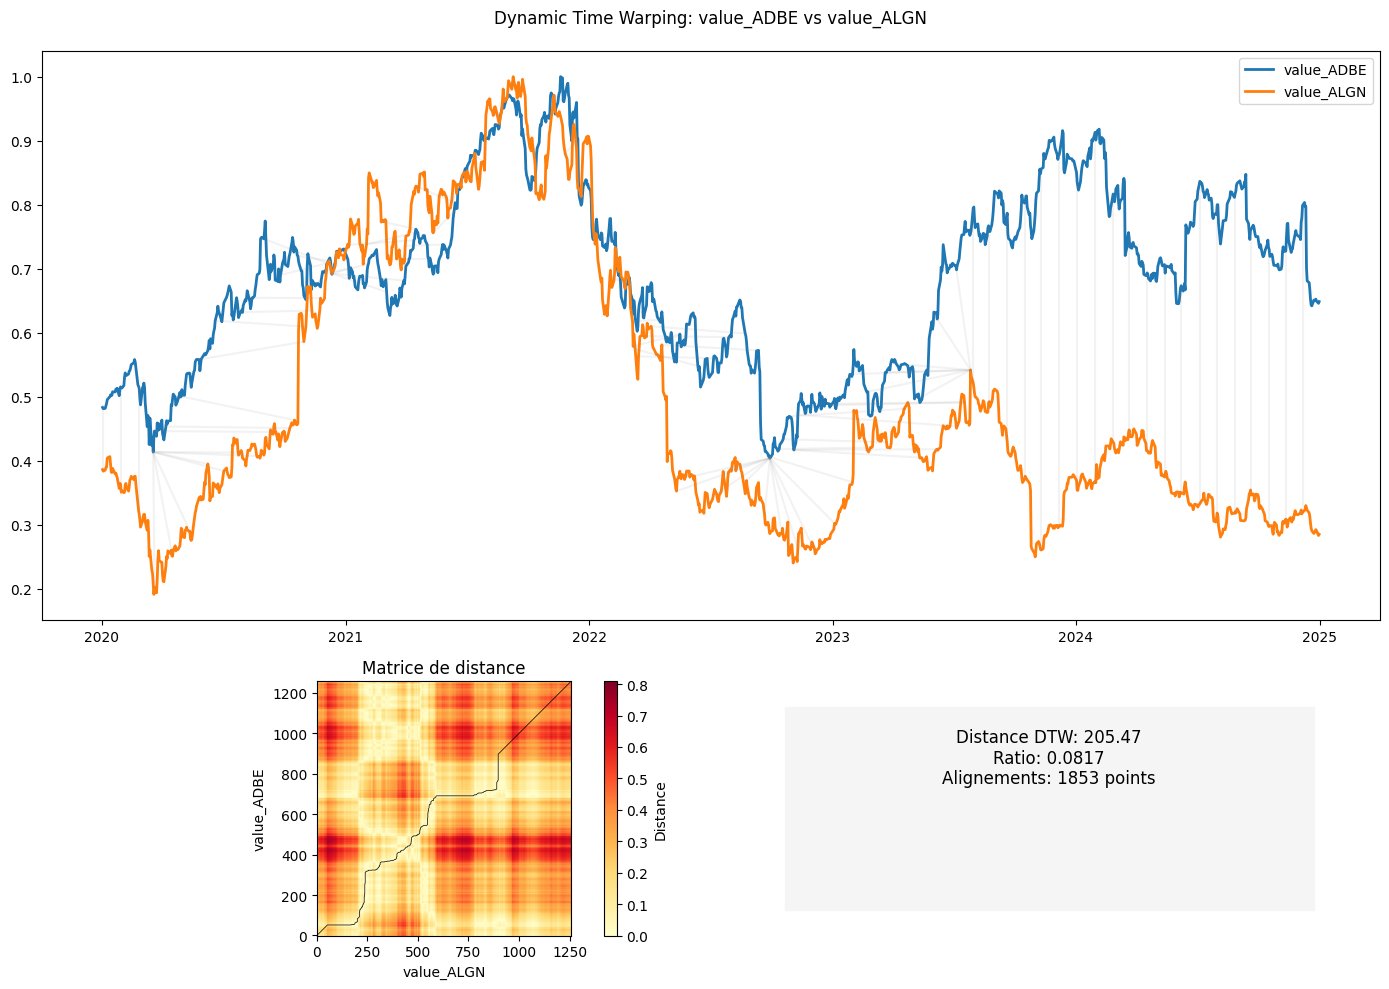 Dynamic Time Warping: value_ADBE vs value_ALGN
value_ADBE
value_ALGN
1.0
0.9
0.8
0.7
0.6
0.5
0.4
0.3
0.2
2020 2021 2022 2023 2024 2025
Matrice de distance
1200
1000
800
600
400
200
0
value_ADBE
0 250 500 750 1000 1250
value_ALGN
0.8
0.7
0.6
0.5
0.4
0.3
0.2
0.1
0.0
Distance
Distance DTW: 205.47
Ratio: 0.0817
Alignements: 1853 points